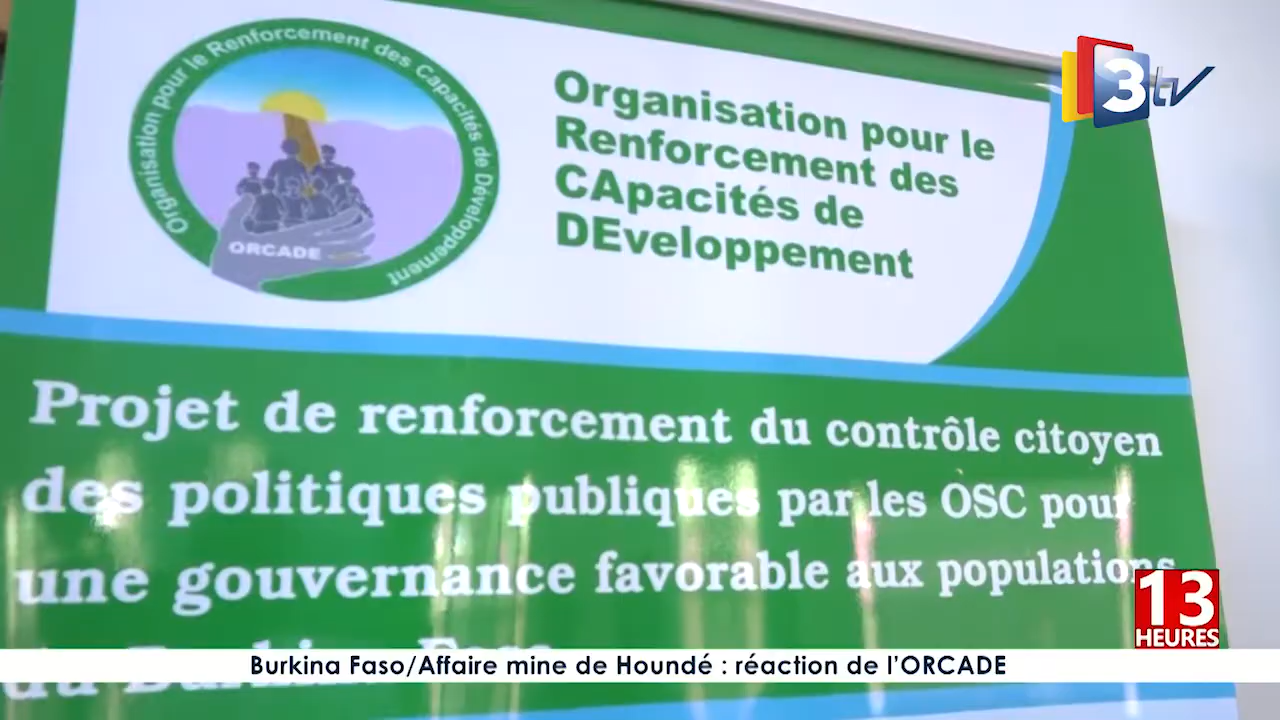 3tv
Organisation pour le Renforcement des Capacités de Développement
ORCADE
Organisation pour le
Renforcement des
CApacités de
DEveloppement
Projet de renforcement du contrôle citoyen
des politiques publiques par les OSC pour
une gouvernance favorable aux populations
13
HEURES
Burkina Faso/Affaire mine de Houndé : réaction de l'ORCADE